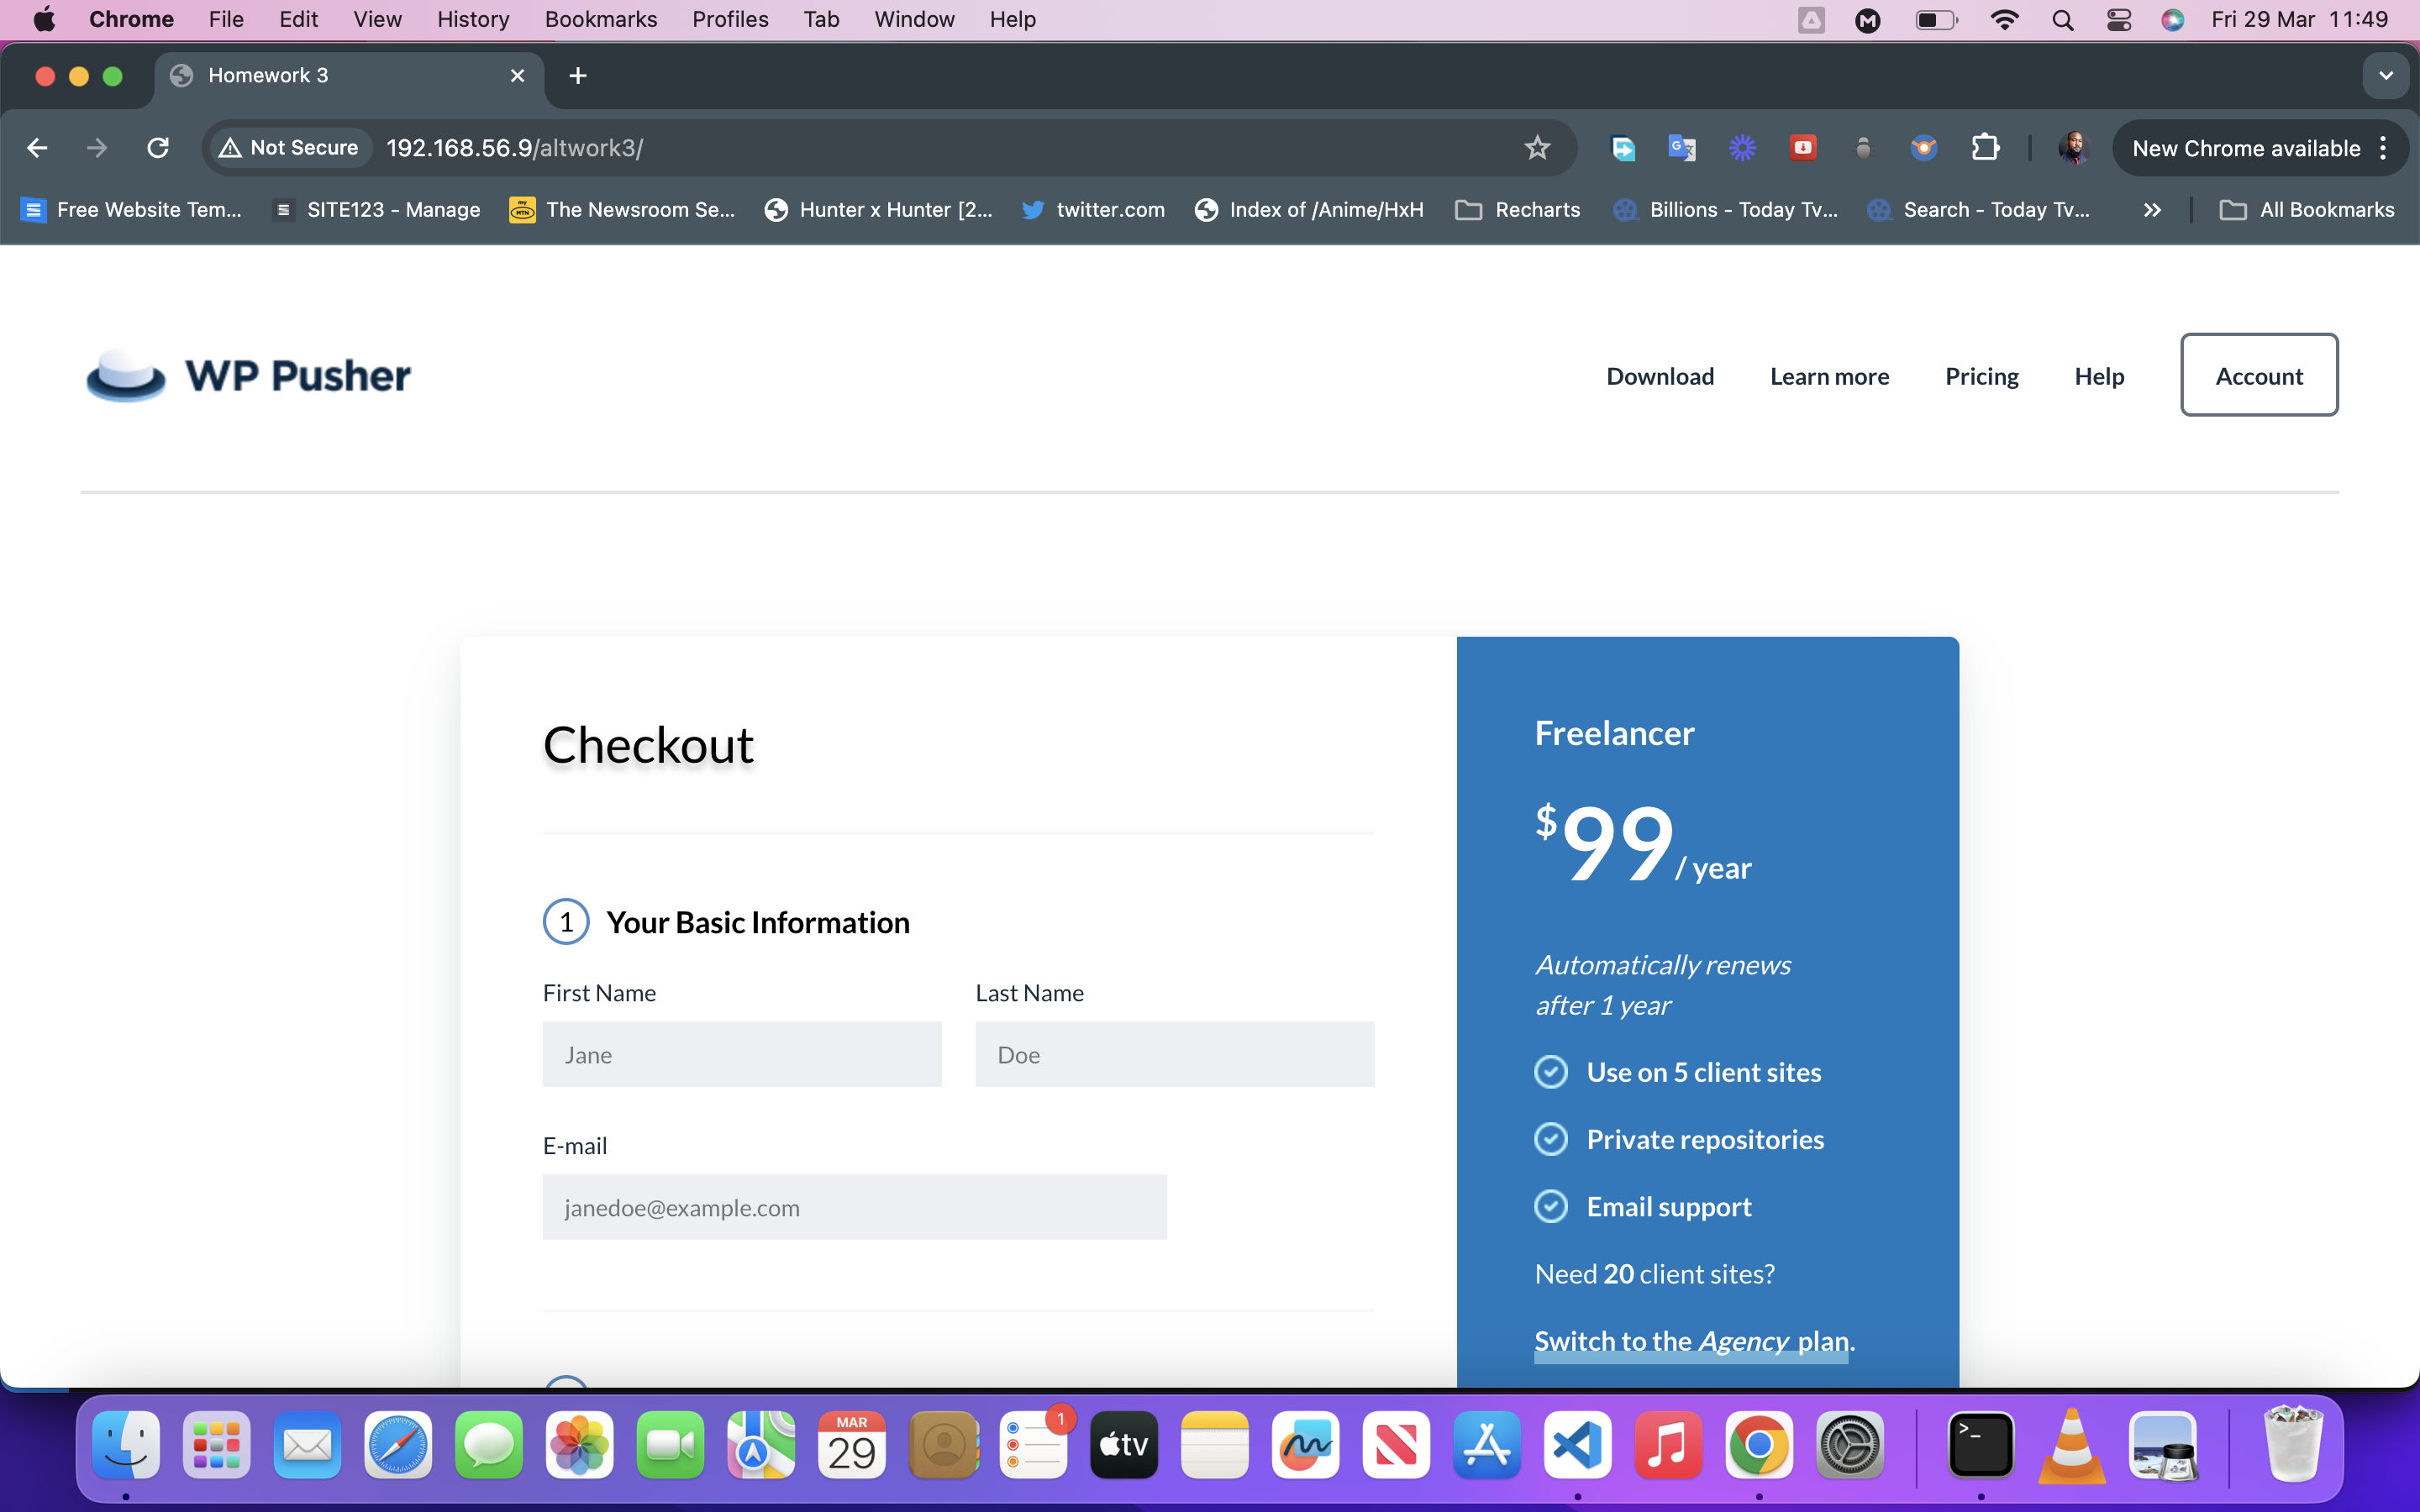 Chrome File Edit View History Bookmarks Profiles Tab Window Help Fri 29 Mar 11:49
Homework 3
Not Secure 192.168.56.9/altwork3/ New Chrome available
Free Website Tem... SITE123 - Manage The Newsroom Se... Hunter x Hunter [2... twitter.com Index of /Anime/HxH Recharts Billions - Today Tv... Search - Today Tv... All Bookmarks
WP Pusher Download Learn more Pricing Help Account
Checkout
1 Your Basic Information
First Name Last Name
Jane Doe
E-mail
janedoe@example.com
Freelancer
$99 / year
Automatically renews
after 1 year
Use on 5 client sites
Private repositories
Email support
Need 20 client sites?
Switch to the Agency plan.
MAR
29
1
tv
>_